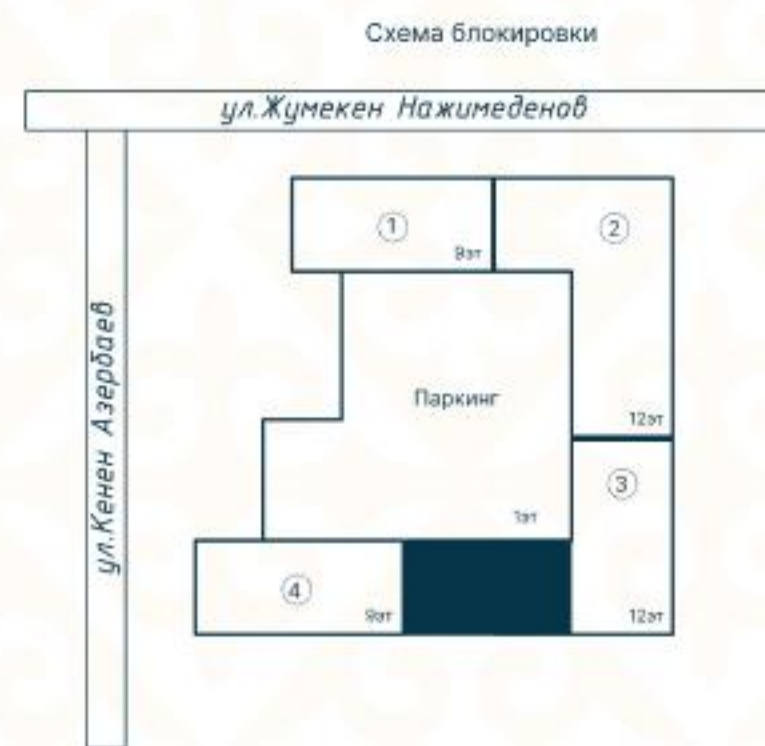 Схема блокировки
ул.Жумекен Нажимеденов
1
2
9эт
ул.Кенен Азербаев
Паркинг
12эт
3
1эт
4
9эт
12эт